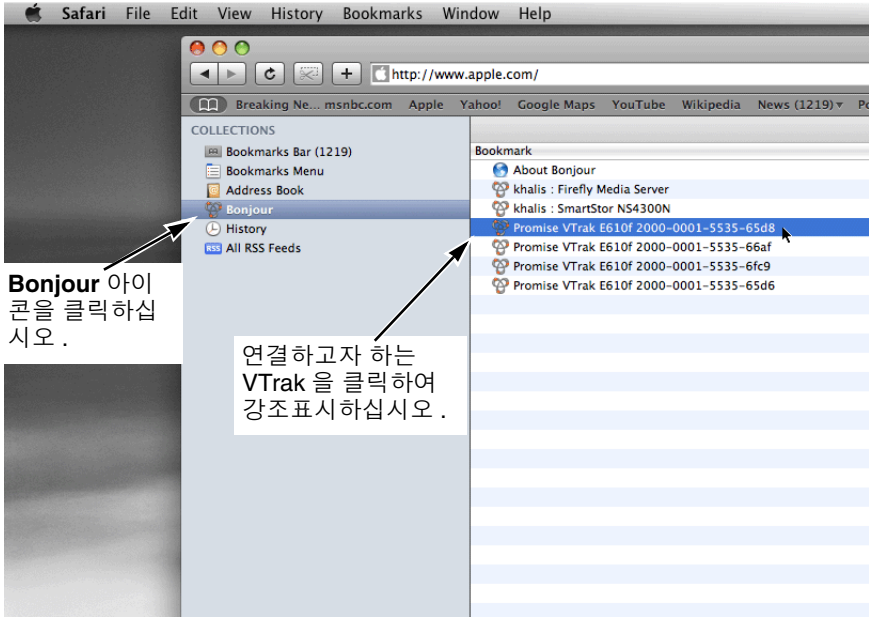 Safari File Edit View History Bookmarks Window Help
http://www.apple.com/
Breaking Ne... msnbc.com Apple Yahoo! Google Maps YouTube Wikipedia News (1219)▾
COLLECTIONS
Bookmarks Bar (1219)
Bookmarks Menu
Address Book
Bonjour
History
RSS All RSS Feeds
Bookmark
About Bonjour
khalis : Firefly Media Server
khalis : SmartStor NS4300N
Promise VTrak E610f 2000-0001-5535-65d8
Promise VTrak E610f 2000-0001-5535-66af
Promise VTrak E610f 2000-0001-5535-6fc9
Promise VTrak E610f 2000-0001-5535-65d6
Bonjour 아이
콘을 클릭하십
시오 .
연결하고자 하는
VTrak 을 클릭하여
강조표시하십시오 .